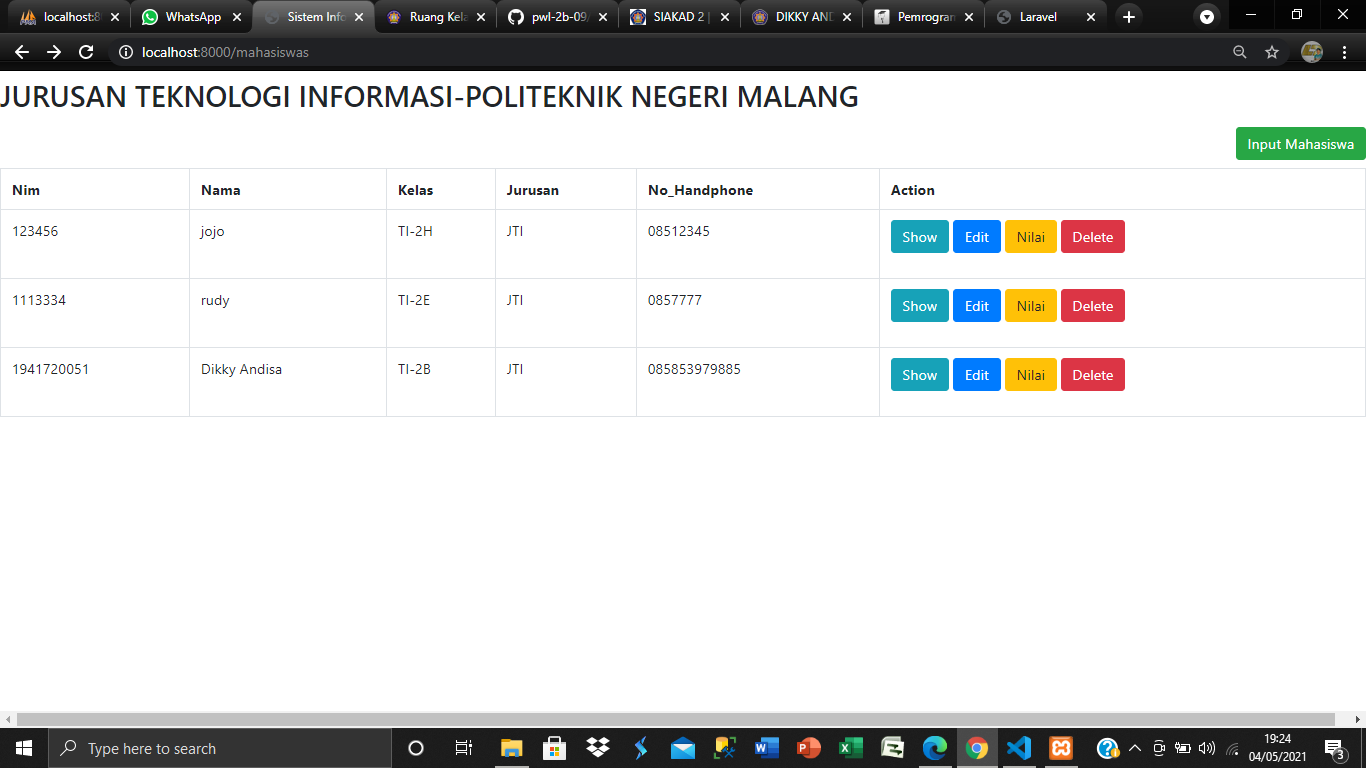 localhost:8
WhatsApp
Sistem Info
Ruang Kela
pwl-2b-09/
SIAKAD 2 |
DIKKY AND
Pemrogram
Laravel
localhost:8000/mahasiswas
JURUSAN TEKNOLOGI INFORMASI-POLITEKNIK NEGERI MALANG
Input Mahasiswa
Nim Nama Kelas Jurusan No_Handphone Action
123456 jojo TI-2H JTI 08512345 Show Edit Nilai Delete
1113334 rudy TI-2E JTI 0857777 Show Edit Nilai Delete
1941720051 Dikky Andisa TI-2B JTI 085853979885 Show Edit Nilai Delete
Type here to search
19:24
04/05/2021
3